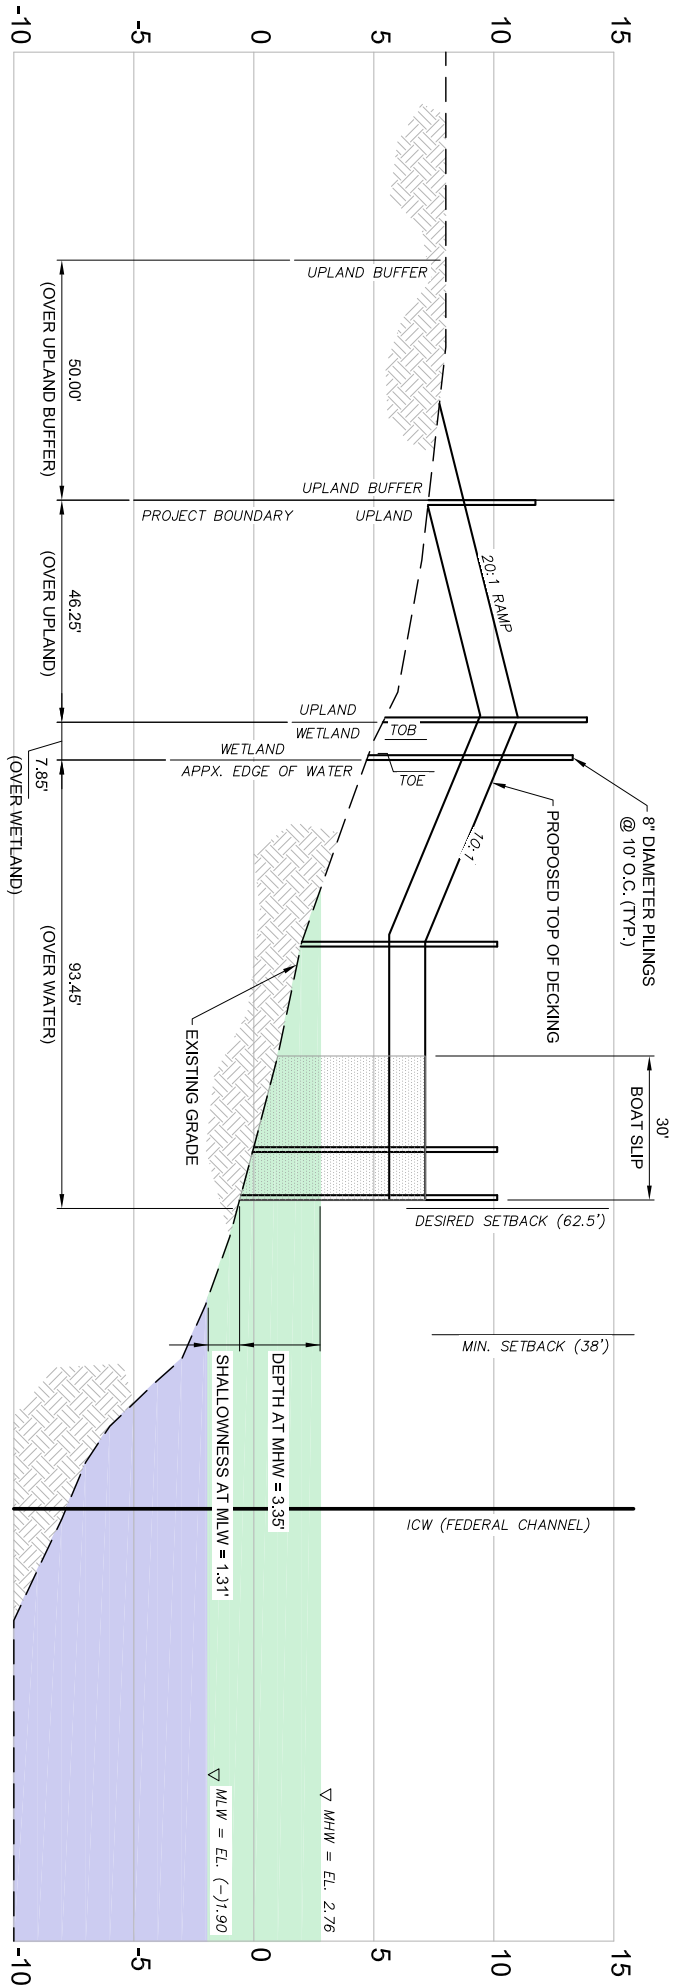 -10
-5
0
5
10
15
UPLAND BUFFER
50.00'
(OVER UPLAND BUFFER)
UPLAND BUFFER
PROJECT BOUNDARY
UPLAND
46.25'
(OVER UPLAND)
20:1 RAMP
UPLAND
WETLAND
TOB
WETLAND
APPX. EDGE OF WATER
TOE
7.85'
(OVER WETLAND)
8" DIAMETER PILINGS
@ 10' O.C. (TYP.)
PROPOSED TOP OF DECKING
10:1
93.45'
(OVER WATER)
EXISTING GRADE
30'
BOAT SLIP
DESIRED SETBACK (62.5')
MIN. SETBACK (38')
DEPTH AT MHW = 3.35'
SHALLOWNESS AT MLW = 1.31'
ICW (FEDERAL CHANNEL)
MHW = EL. 2.76
MLW = EL. (-)1.90
-10
-5
0
5
10
15